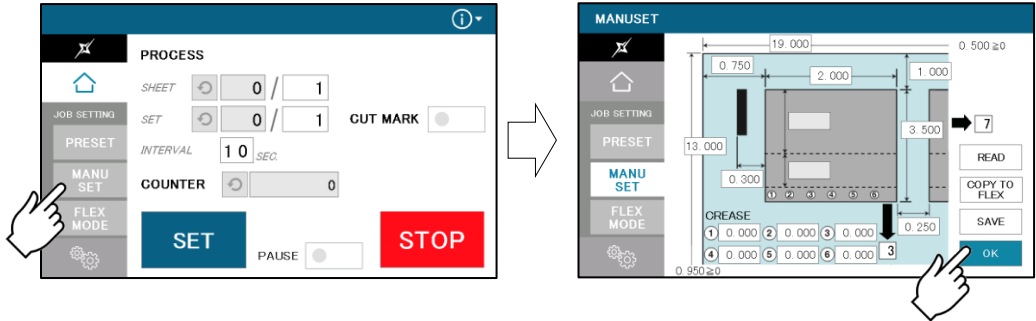 PROCESS
SHEET 0 / 1
JOB SETTING
SET 0 / 1 CUT MARK
PRESET
INTERVAL 10 SEC.
MANU SET
COUNTER 0
FLEX MODE
SET
PAUSE
STOP
MANUSET
19.000 0.500≧0
0.750 2.000 1.000
JOB SETTING
PRESET
13.000
3.500
7
READ
MANU SET
0.300
COPY TO FLEX
① ② ③ ④ ⑤ ⑥
FLEX MODE
CREASE
0.250
SAVE
① 0.000 ② 0.000 ③ 0.000
④ 0.000 ⑤ 0.000 ⑥ 0.000 3
OK
0.950≧0